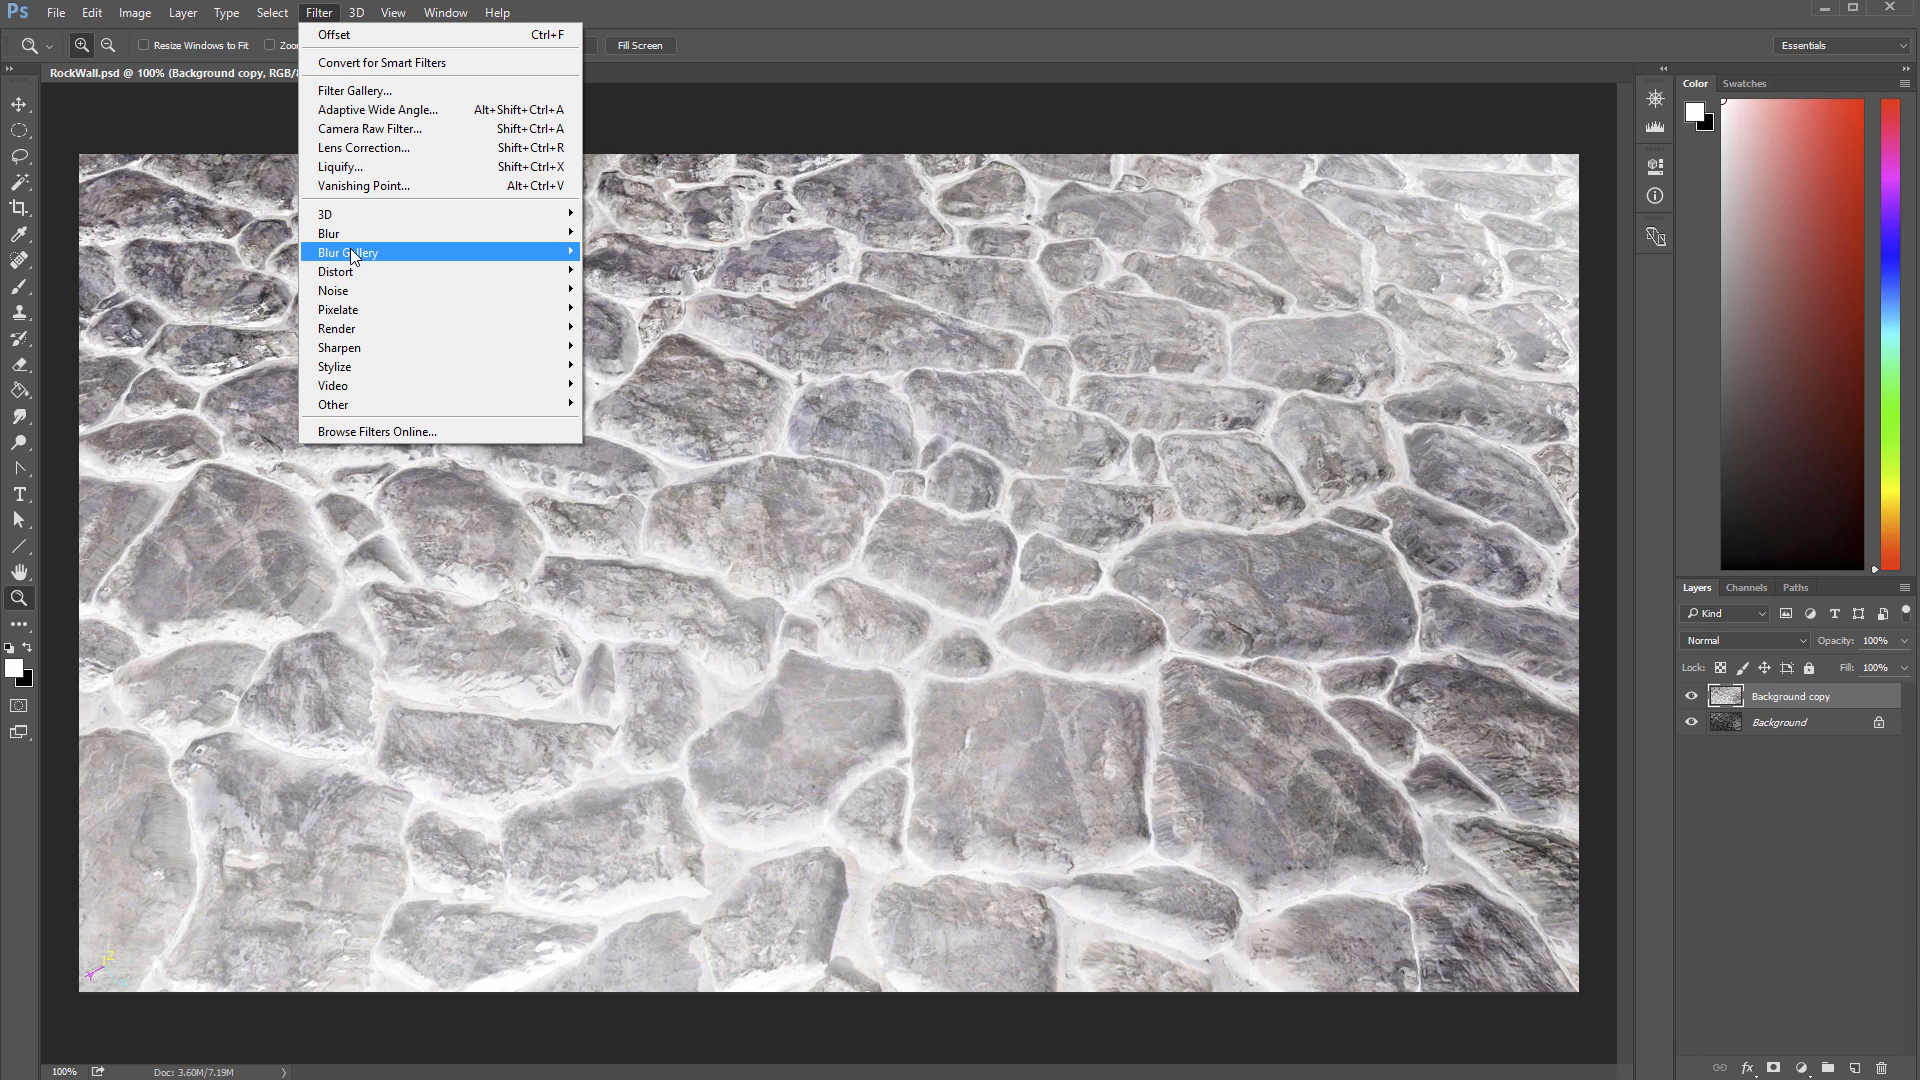 Ps File Edit Image Layer Type Select Filter 3D View Window Help
Resize Windows to Fit Fill Screen Essentials
RockWall.psd @ 100% (Background copy, RGB/
Offset Ctrl+F
Convert for Smart Filters
Filter Gallery...
Adaptive Wide Angle... Alt+Shift+Ctrl+A
Camera Raw Filter... Shift+Ctrl+A
Lens Correction... Shift+Ctrl+R
Liquify... Shift+Ctrl+X
Vanishing Point... Alt+Ctrl+V
3D
Blur
Blur Gallery
Distort
Noise
Pixelate
Render
Sharpen
Stylize
Video
Other
Browse Filters Online...
Color Swatches
Layers Channels Paths
Kind
Normal Opacity: 100%
Lock: Fill: 100%
Background copy
Background
100% Doc: 3.60M/7.19M